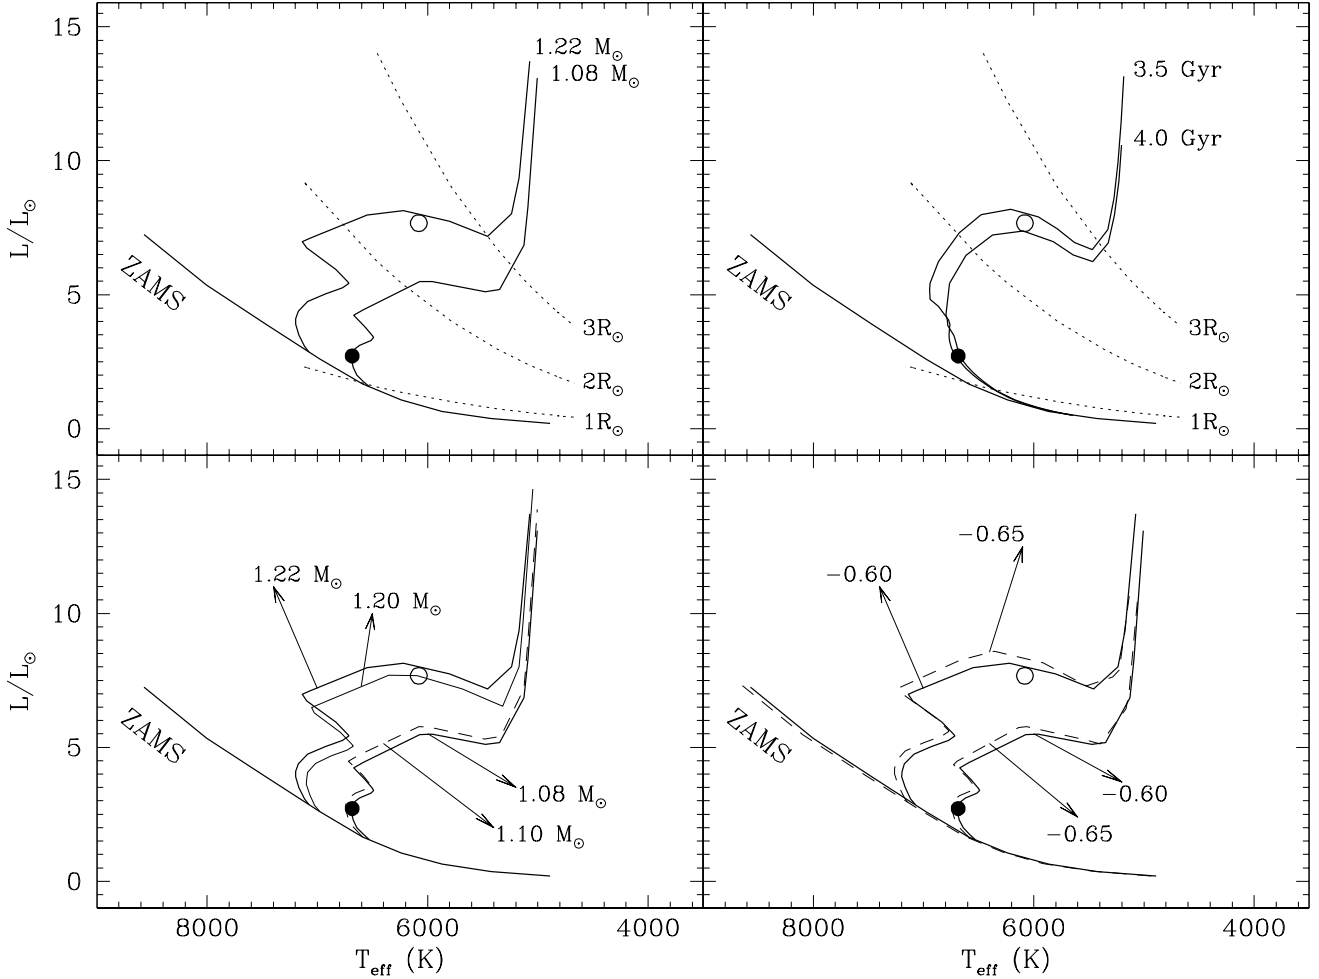 15
10
5
0
L/L⊙
1.22 M⊙
1.08 M⊙
ZAMS
3R⊙
2R⊙
1R⊙
3.5 Gyr
4.0 Gyr
ZAMS
3R⊙
2R⊙
1R⊙
15
10
5
0
L/L⊙
1.22 M⊙
1.20 M⊙
ZAMS
1.08 M⊙
1.10 M⊙
8000
6000
4000
Teff (K)
−0.65
−0.60
ZAMS
−0.60
−0.65
8000
6000
4000
Teff (K)